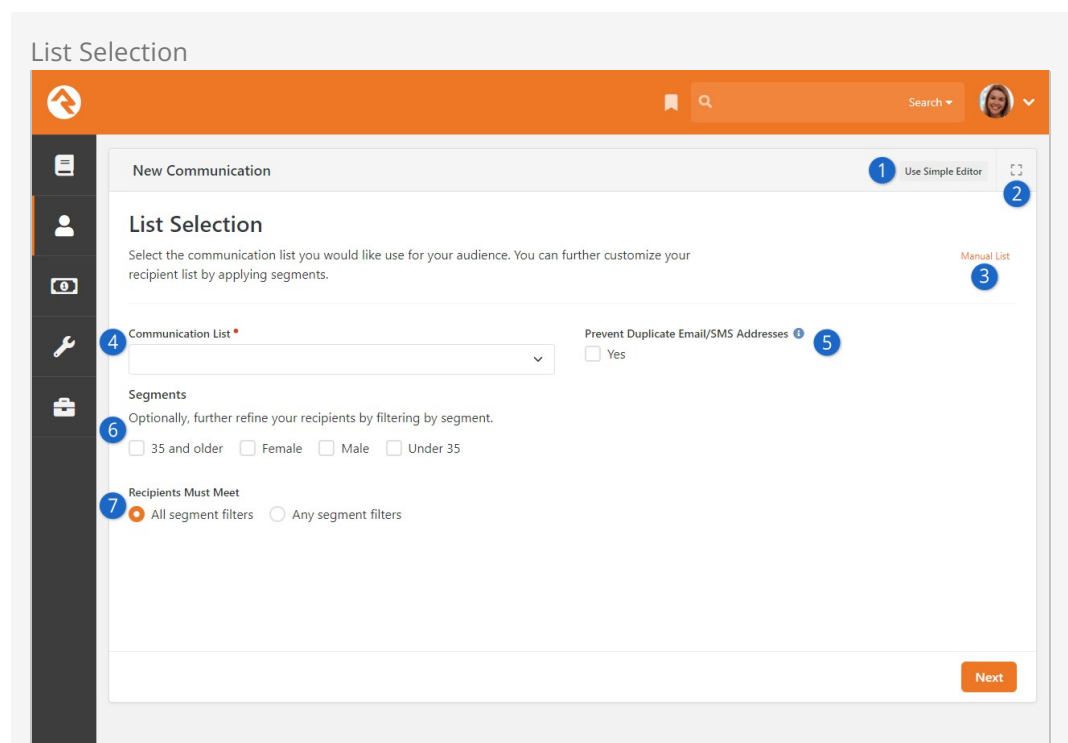 List Selection
Search
New Communication
1
Use Simple Editor
2
List Selection
Select the communication list you would like use for your audience. You can further customize your
recipient list by applying segments.
Manual List
3
4
Communication List
Prevent Duplicate Email/SMS Addresses
5
Yes
Segments
Optionally, further refine your recipients by filtering by segment.
6
35 and older Female Male Under 35
7
Recipients Must Meet
All segment filters Any segment filters
Next